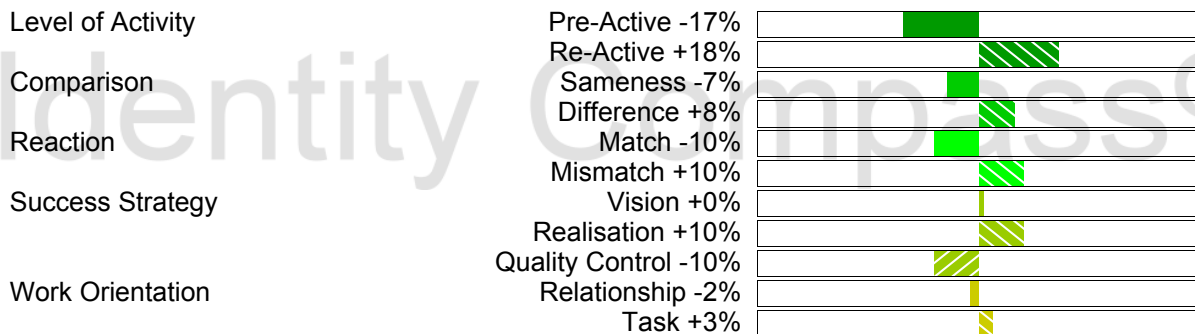 Level of Activity Pre-Active -17%
Re-Active +18%
Comparison Sameness -7%
Difference +8%
Identity Compass©
Reaction Match -10%
Mismatch +10%
Success Strategy Vision +0%
Realisation +10%
Quality Control -10%
Work Orientation Relationship -2%
Task +3%